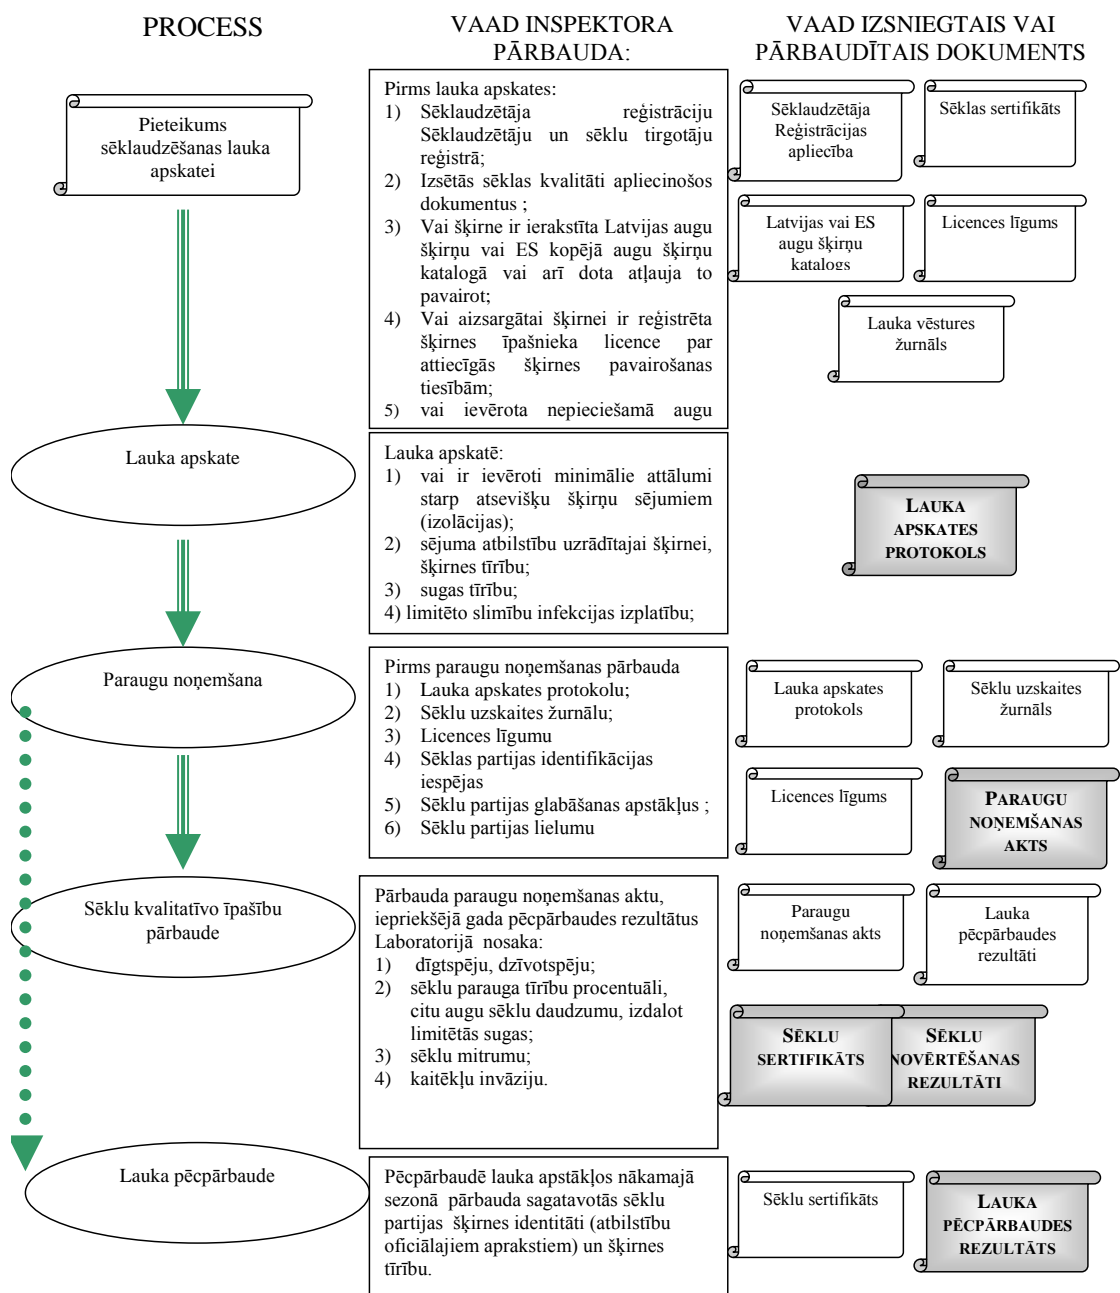 PROCESS
VAAD INSPEKTORA
PĀRBAUDA:
VAAD IZSNIEGTAIS VAI
PĀRBAUDĪTAIS DOKUMENTS
Pieteikums
sēklaudzēšanas lauka
apskatei
Pirms lauka apskates:
1) Sēklaudzētāja reģistrāciju
Sēklaudzētāju un sēklu tirgotāju
reģistrā;
2) Izsētās sēklas kvalitāti apliecinošos
dokumentus ;
3) Vai šķirne ir ierakstīta Latvijas augu
šķirņu vai ES kopējā augu šķirņu
katalogā vai arī dota atļauja to
pavairot;
4) Vai aizsargātai šķirnei ir reģistrēta
šķirnes īpašnieka licence par
attiecīgās šķirnes pavairošanas
tiesībām;
5) vai ievērota nepieciešamā augu
Sēklaudzētāja
Reģistrācijas
apliecība
Sēklas sertifikāts
Latvijas vai ES
augu šķirņu
katalogs
Licences līgums
Lauka vēstures
žurnāls
Lauka apskate
Lauka apskatē:
1) vai ir ievēroti minimālie attālumi
starp atsevišķu šķirņu sējumiem
(izolācijas);
2) sējuma atbilstību uzrādītajai šķirnei,
šķirnes tīrību;
3) sugas tīrību;
4) limitēto slimību infekcijas izplatību;
LAUKA
APSKATES
PROTOKOLS
Paraugu noņemšana
Pirms paraugu noņemšanas pārbauda
1) Lauka apskates protokolu;
2) Sēklu uzskaites žurnālu;
3) Licences līgumu
4) Sēklas partijas identifikācijas
iespējas
5) Sēklu partijas glabāšanas apstākļus ;
6) Sēklu partijas lielumu
Lauka apskates
protokols
Sēklu uzskaites
žurnāls
Licences līgums
PARAUGU
NOŅEMŠANAS
AKTS
Sēklu kvalitatīvo īpašību
pārbaude
Pārbauda paraugu noņemšanas aktu,
iepriekšējā gada pēcpārbaudes rezultātus
Laboratorijā nosaka:
1) dīgtspēju, dzīvotspēju;
2) sēklu parauga tīrību procentuāli,
citu augu sēklu daudzumu, izdalot
limitētās sugas;
3) sēklu mitrumu;
4) kaitēkļu invāziju.
Paraugu
noņemšanas akts
Lauka
pēcpārbaudes
rezultāti
SĒKLU
SERTIFIKĀTS
SĒKLU
NOVĒRTĒŠANAS
REZULTĀTI
Lauka pēcpārbaude
Pēcpārbaudē lauka apstākļos nākamajā
sezonā pārbauda sagatavotās sēklu
partijas šķirnes identitāti (atbilstību
oficiālajiem aprakstiem) un šķirnes
tīrību.
Sēklu sertifikāts
LAUKA
PĒCPĀRBAUDES
REZULTĀTS